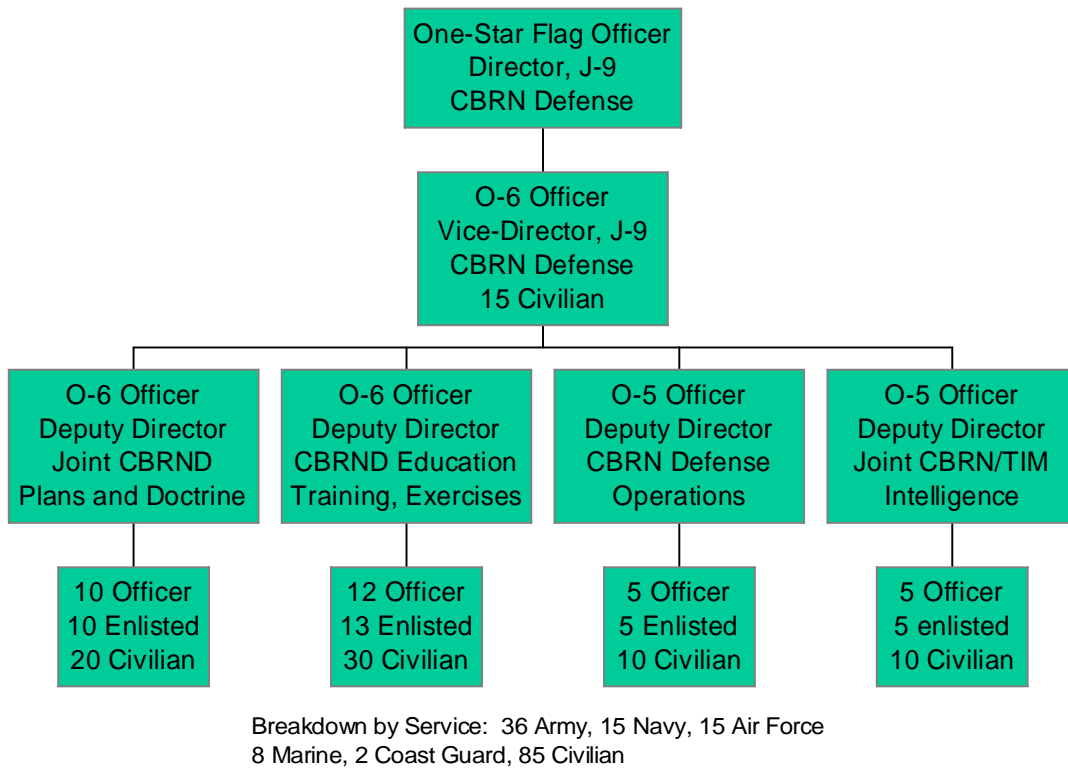 One-Star Flag Officer
Director, J-9
CBRN Defense
O-6 Officer
Vice-Director, J-9
CBRN Defense
15 Civilian
O-6 Officer
Deputy Director
Joint CBRND
Plans and Doctrine
O-6 Officer
Deputy Director
CBRND Education
Training, Exercises
O-5 Officer
Deputy Director
CBRN Defense
Operations
O-5 Officer
Deputy Director
Joint CBRN/TIM
Intelligence
10 Officer
10 Enlisted
20 Civilian
12 Officer
13 Enlisted
30 Civilian
5 Officer
5 Enlisted
10 Civilian
5 Officer
5 enlisted
10 Civilian
Breakdown by Service:  36 Army, 15 Navy, 15 Air Force
8 Marine, 2 Coast Guard, 85 Civilian